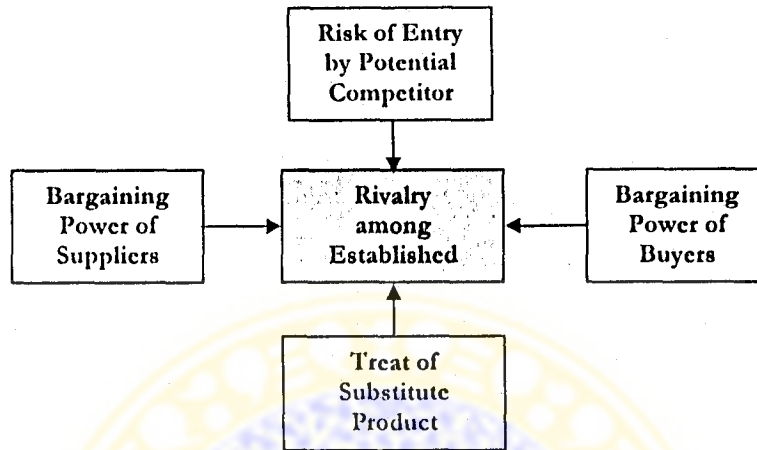 Risk of Entry
by Potential
Competitor
Bargaining
Power of
Suppliers
Rivalry
among
Established
Bargaining
Power of
Buyers
Treat of
Substitute
Product